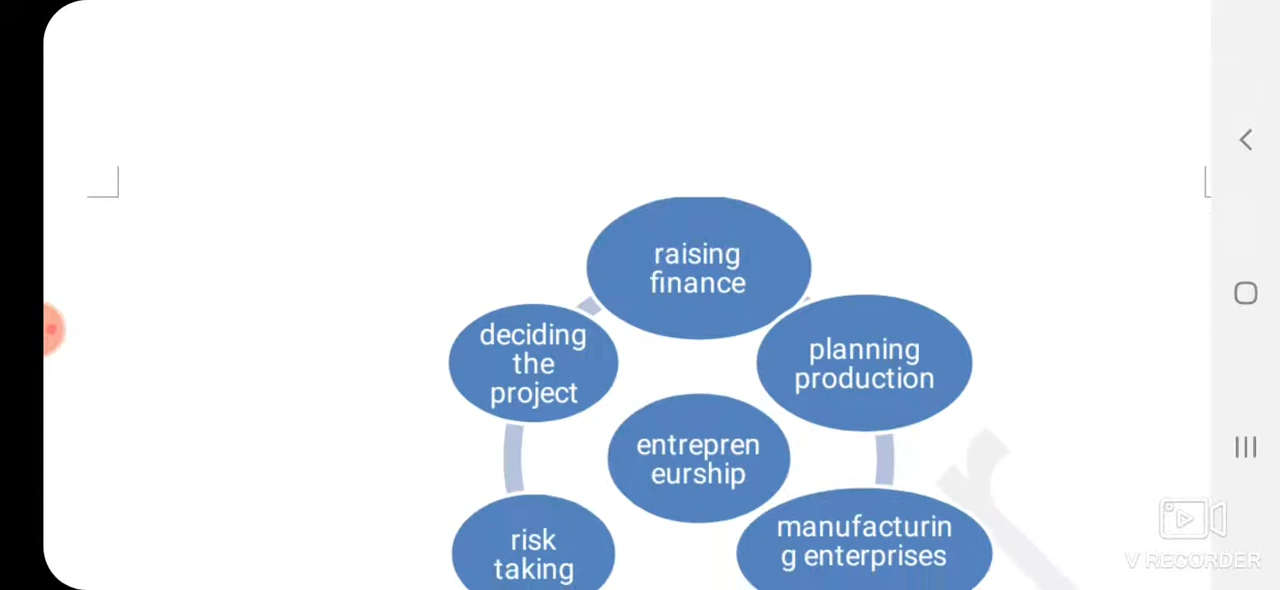 raising
finance
deciding
the
project
planning
production
entrepren
eurship
manufacturin
g enterprises
risk
taking
r
V RECORDER